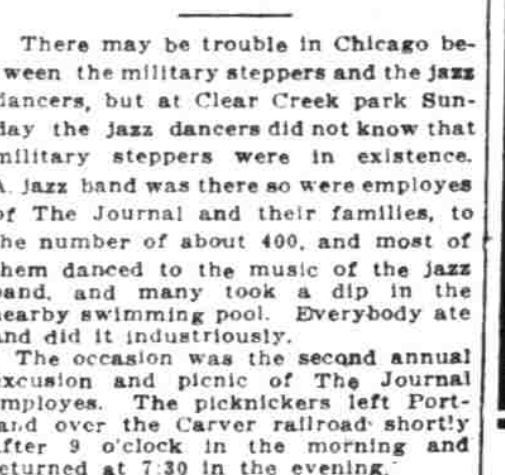 There may be trouble in Chicago be-
tween the military steppers and the jazz
dancers, but at Clear Creek park Sun-
day the jazz dancers did not know that
military steppers were in existence.
A jazz band was there so were employes
of The Journal and their families, to
the number of about 400, and most of
them danced to the music of the jazz
band, and many took a dip in the
nearby swimming pool. Everybody ate
and did it industriously.
The occasion was the second annual
excusion and picnic of The Journal
employes. The picknickers left Port-
land over the Carver railroad shortly
after 9 o'clock in the morning and
returned at 7:30 in the evening.